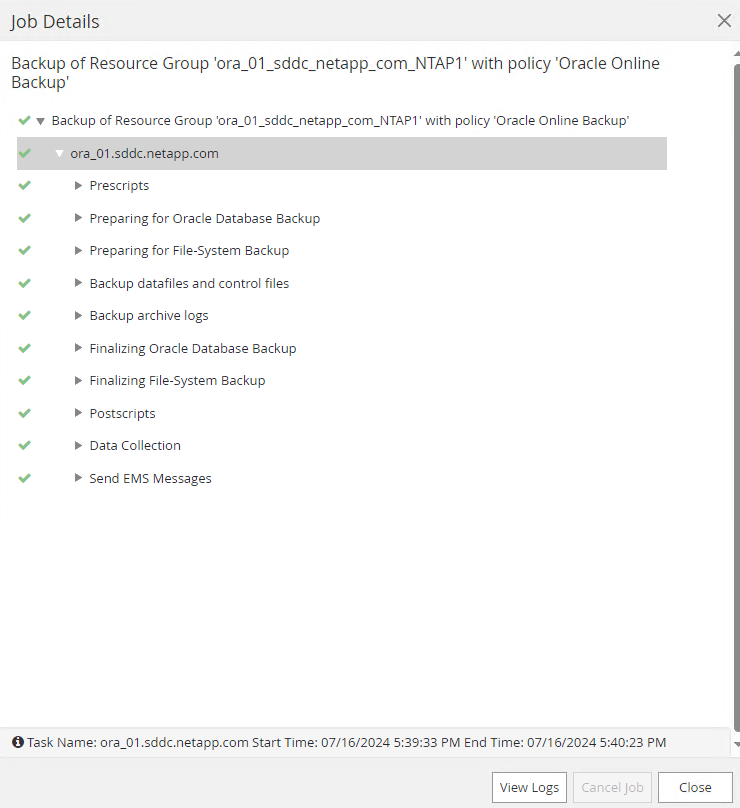 Job Details
Backup of Resource Group 'ora_01_sddc_netapp_com_NTAP1' with policy 'Oracle Online
Backup'
Backup of Resource Group 'ora_01_sddc_netapp_com_NTAP1' with policy 'Oracle Online Backup'
ora_01.sddc.netapp.com
Prescripts
Preparing for Oracle Database Backup
Preparing for File-System Backup
Backup datafiles and control files
Backup archive logs
Finalizing Oracle Database Backup
Finalizing File-System Backup
Postscripts
Data Collection
Send EMS Messages
Task Name: ora_01.sddc.netapp.com Start Time: 07/16/2024 5:39:33 PM End Time: 07/16/2024 5:40:23 PM
View Logs Cancel Job Close